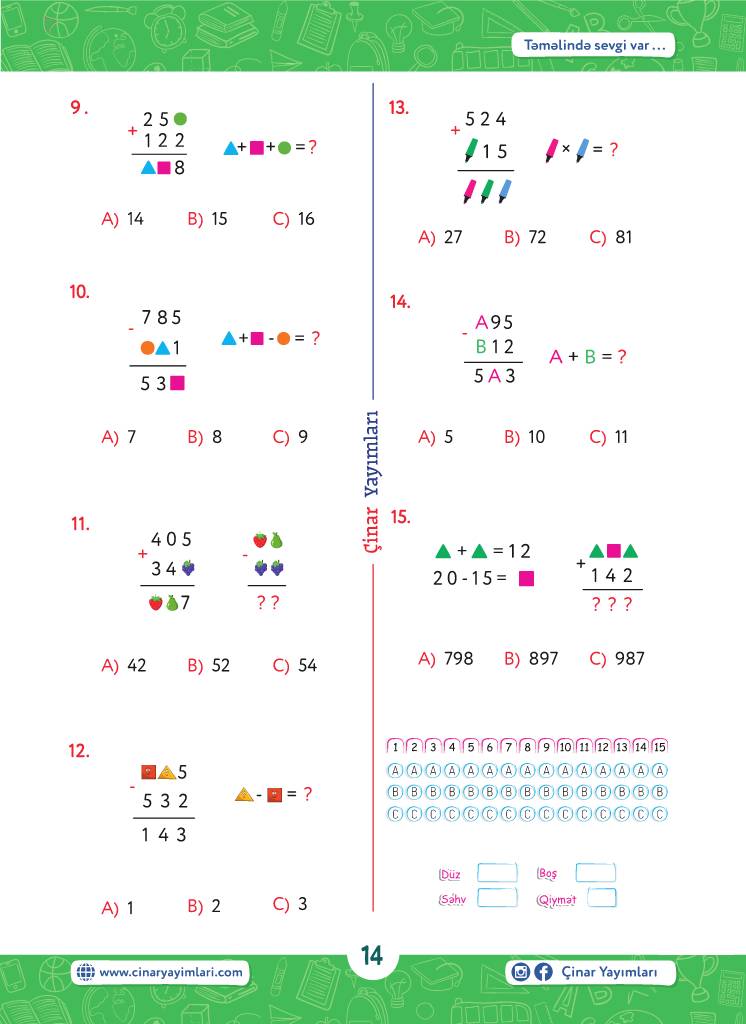 Təməlində sevgi var ...
9.
2 5 🟢
+
1 2 2
🔺🟪 8
🔺+🟪+🟢 = ?
A) 14 B) 15 C) 16
10.
7 8 5
-
🟠🔺 1
5 3 🟪
🔺+🟪-🟠 = ?
A) 7 B) 8 C) 9
11.
4 0 5
+
3 4 🍇
🍓🍐 7
🍓🍐
-
🍇🍇
? ?
A) 42 B) 52 C) 54
12.
🟥🔺 5
-
5 3 2
1 4 3
🔺-🟥 = ?
A) 1 B) 2 C) 3
13.
5 2 4
+
🖍 1 5
🖍🖍🖍
🖍 × 🖍 = ?
A) 27 B) 72 C) 81
14.
A 9 5
-
B 1 2
5 A 3
A + B = ?
A) 5 B) 10 C) 11
15.
🔺 + 🔺 = 12
20-15 = 🟪
🔺🟪🔺
+
1 4 2
? ? ?
A) 798 B) 897 C) 987
Çinar Yayımları
1 2 3 4 5 6 7 8 9 10 11 12 13 14 15
A A A A A A A A A A A A A A A
B B B B B B B B B B B B B B B
C C C C C C C C C C C C C C C
Düz Boş
Səhv Qiymət
14
www.cinaryayimlari.com
Çinar Yayımları